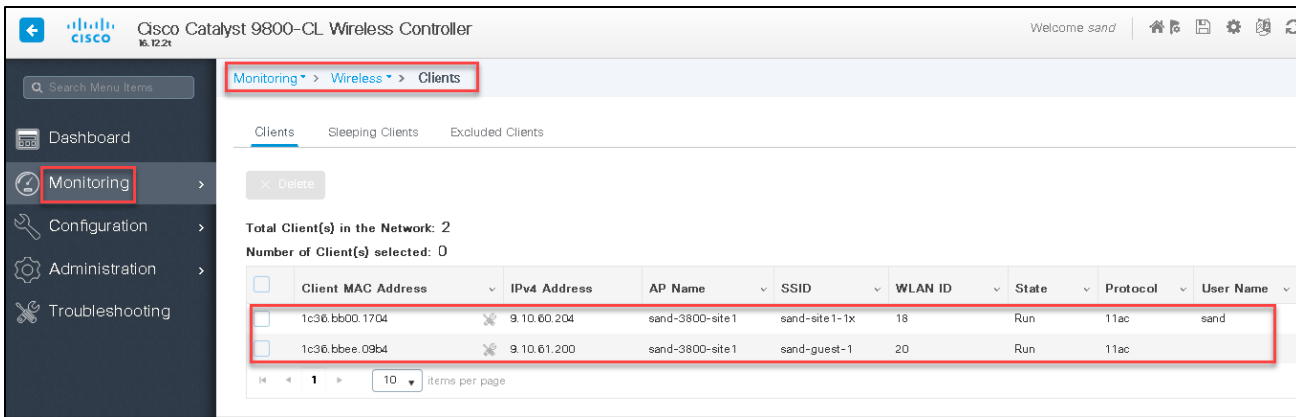 CISCO
Cisco Catalyst 9800-CL Wireless Controller
16.12.2t
Welcome sand
Search Menu Items
Dashboard
Monitoring
Configuration
Administration
Troubleshooting
Monitoring > Wireless > Clients
Clients Sleeping Clients Excluded Clients
× Delete
Total Client(s) in the Network: 2
Number of Client(s) selected: 0
Client MAC Address IPv4 Address AP Name SSID WLAN ID State Protocol User Name
1c36.bb00.1704 9.10.60.204 sand-3800-site1 sand-site1-1x 18 Run 11ac sand
1c36.bbee.09b4 9.10.61.200 sand-3800-site1 sand-guest-1 20 Run 11ac
1 10 items per page